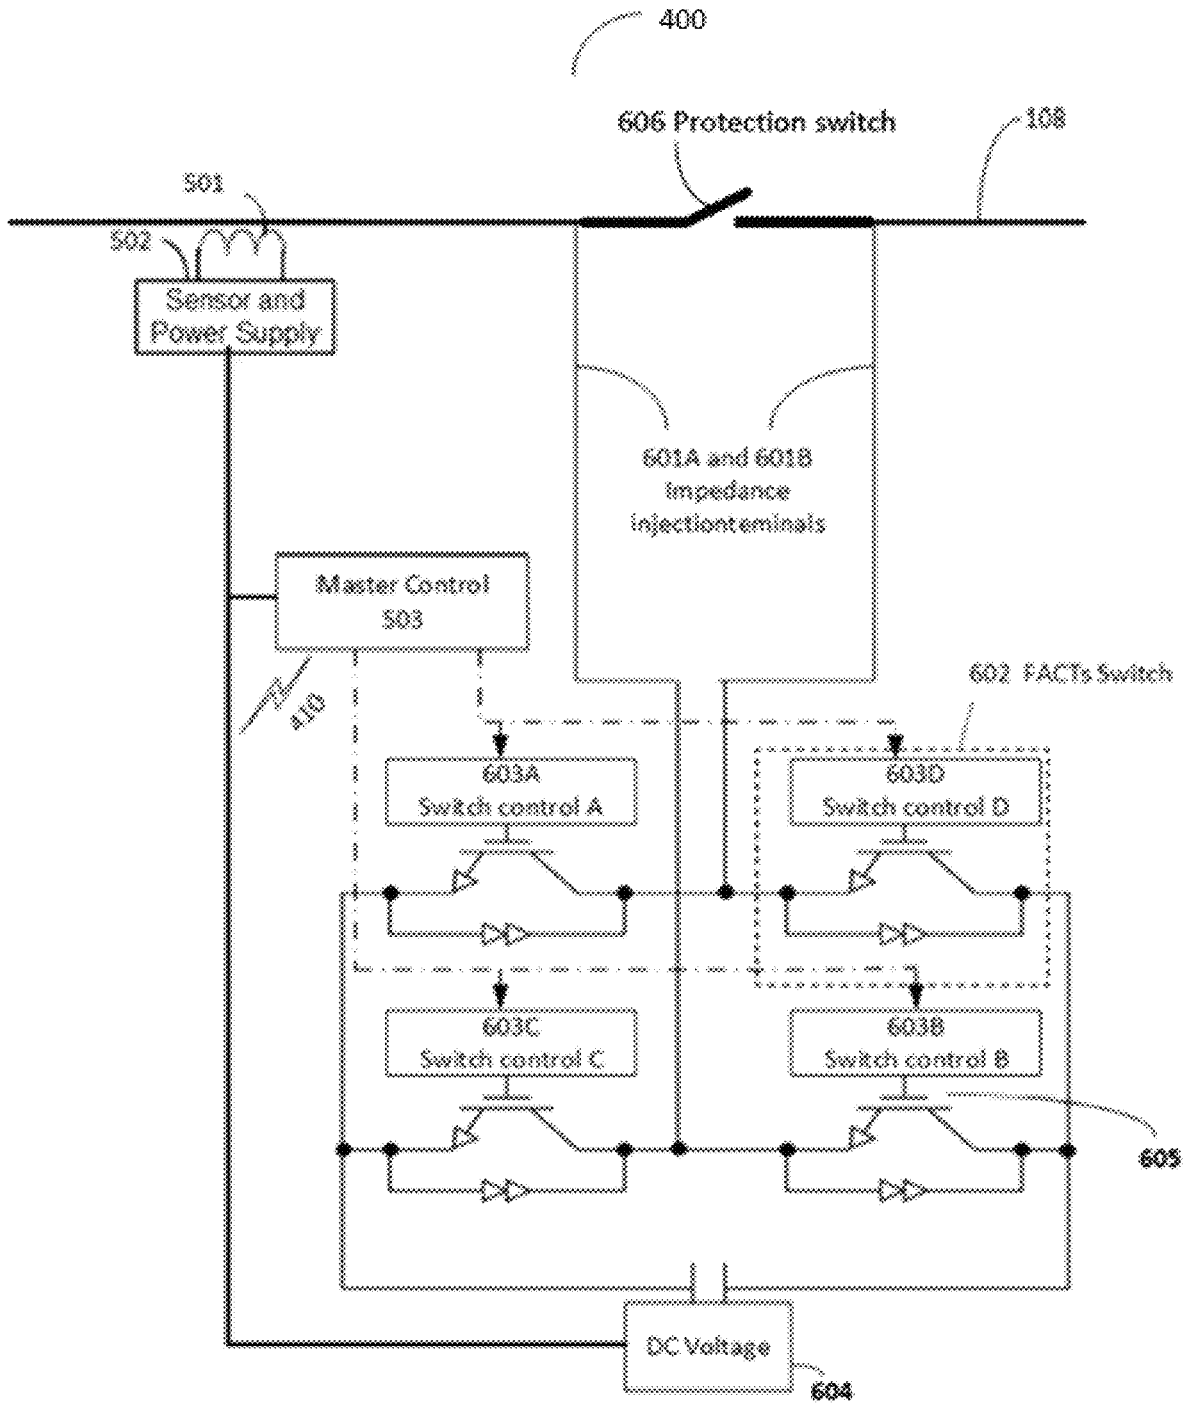 400
606 Protection switch
108
501
502
Sensor and
Power Supply
601A and 601B
Impedance
injectionteminals
Master Control
503
410
602 FACTs Switch
603A
Switch control A
603D
Switch control D
603C
Switch control C
603B
Switch control B
605
DC Voltage
604